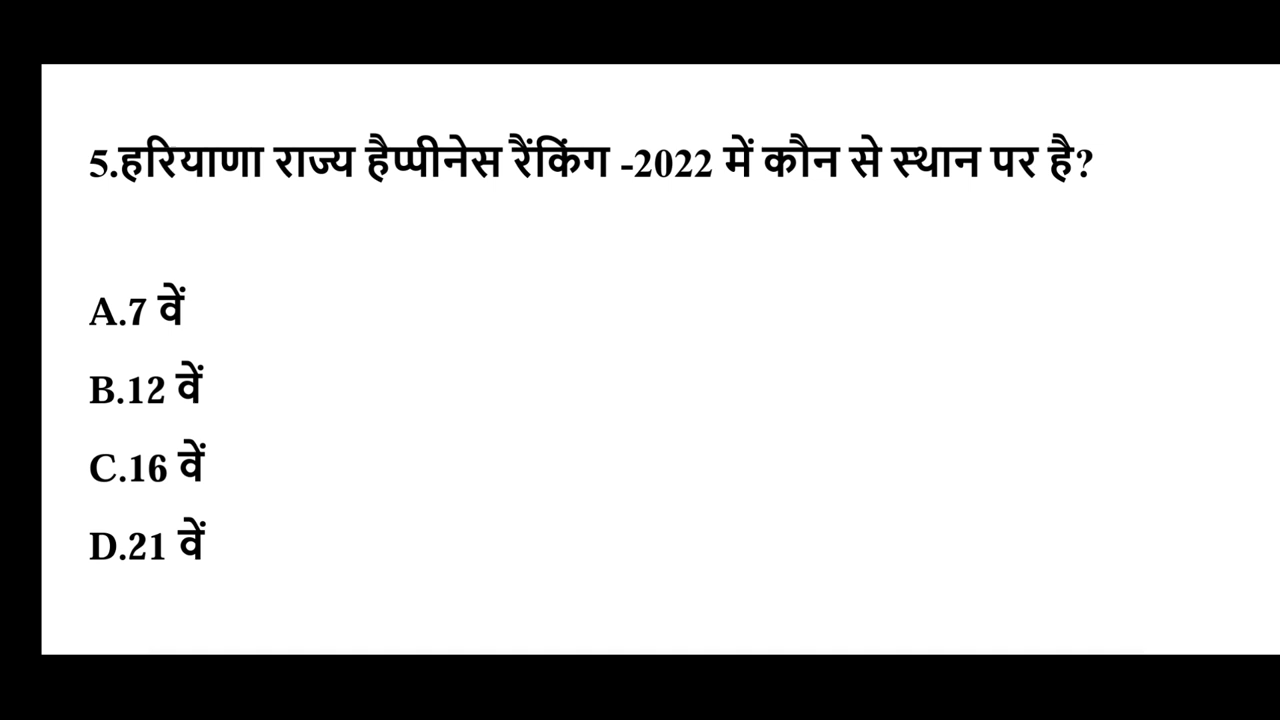 5.हरियाणा राज्य हैप्पीनेस रैंकिंग -2022 में कौन से स्थान पर है?
A.7 वें
B.12 वें
C.16 वें
D.21 वें